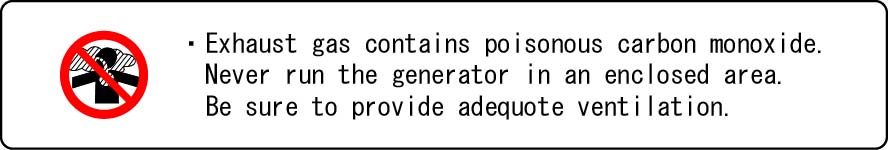 ・Exhaust gas contains poisonous carbon monoxide.
Never run the generator in an enclosed area.
Be sure to provide adequote ventilation.